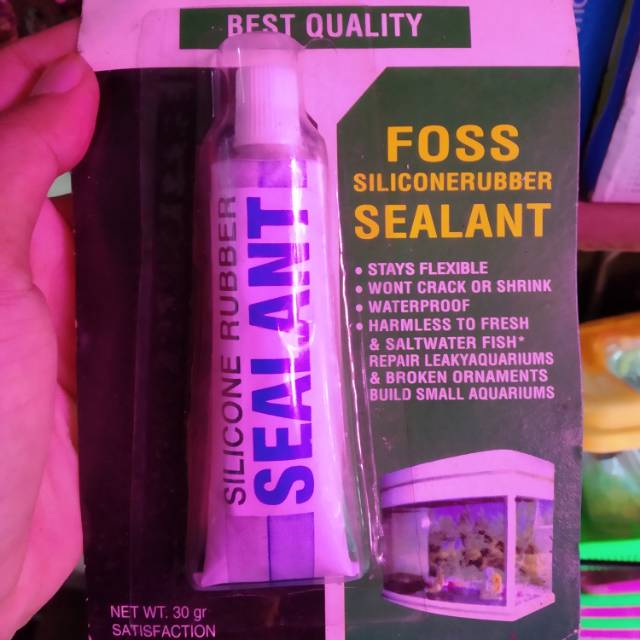 BEST QUALITY
SILICONE RUBBER
SEALANT
FOSS
SILICONERUBBER
SEALANT
• STAYS FLEXIBLE
• WONT CRACK OR SHRINK
• WATERPROOF
• HARMLESS TO FRESH
& SALTWATER FISH*
REPAIR LEAKYAQUARIUMS
& BROKEN ORNAMENTS
BUILD SMALL AQUARIUMS
NET WT. 30 gr
SATISFACTION